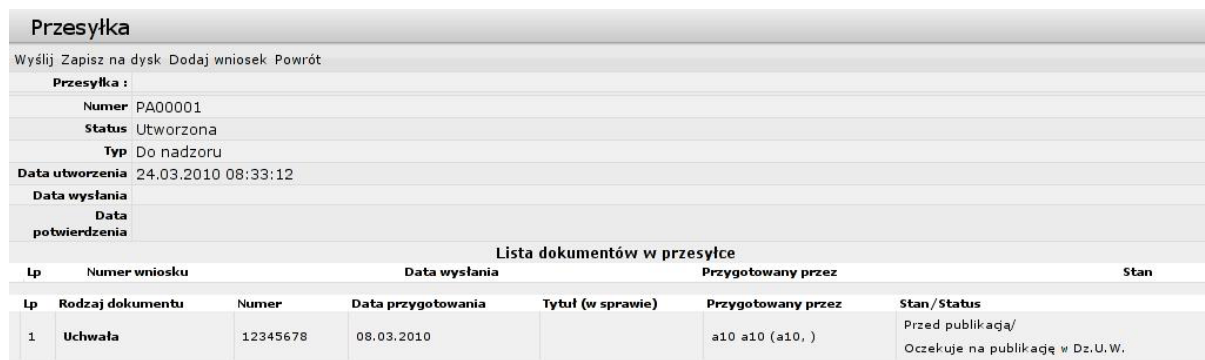 Przesyłka
Wyślij Zapisz na dysk Dodaj wniosek Powrót
Przesyłka :
Numer PA00001
Status Utworzona
Typ Do nadzoru
Data utworzenia 24.03.2010 08:33:12
Data wysłania
Data
potwierdzenia
Lista dokumentów w przesyłce
Lp Numer wniosku Data wysłania Przygotowany przez Stan
Lp Rodzaj dokumentu Numer Data przygotowania Tytuł (w sprawie) Przygotowany przez Stan/Status
1 Uchwała 12345678 08.03.2010 a10 a10 (a10, ) Przed publikacją/
Oczekuje na publikację w Dz.U.W.